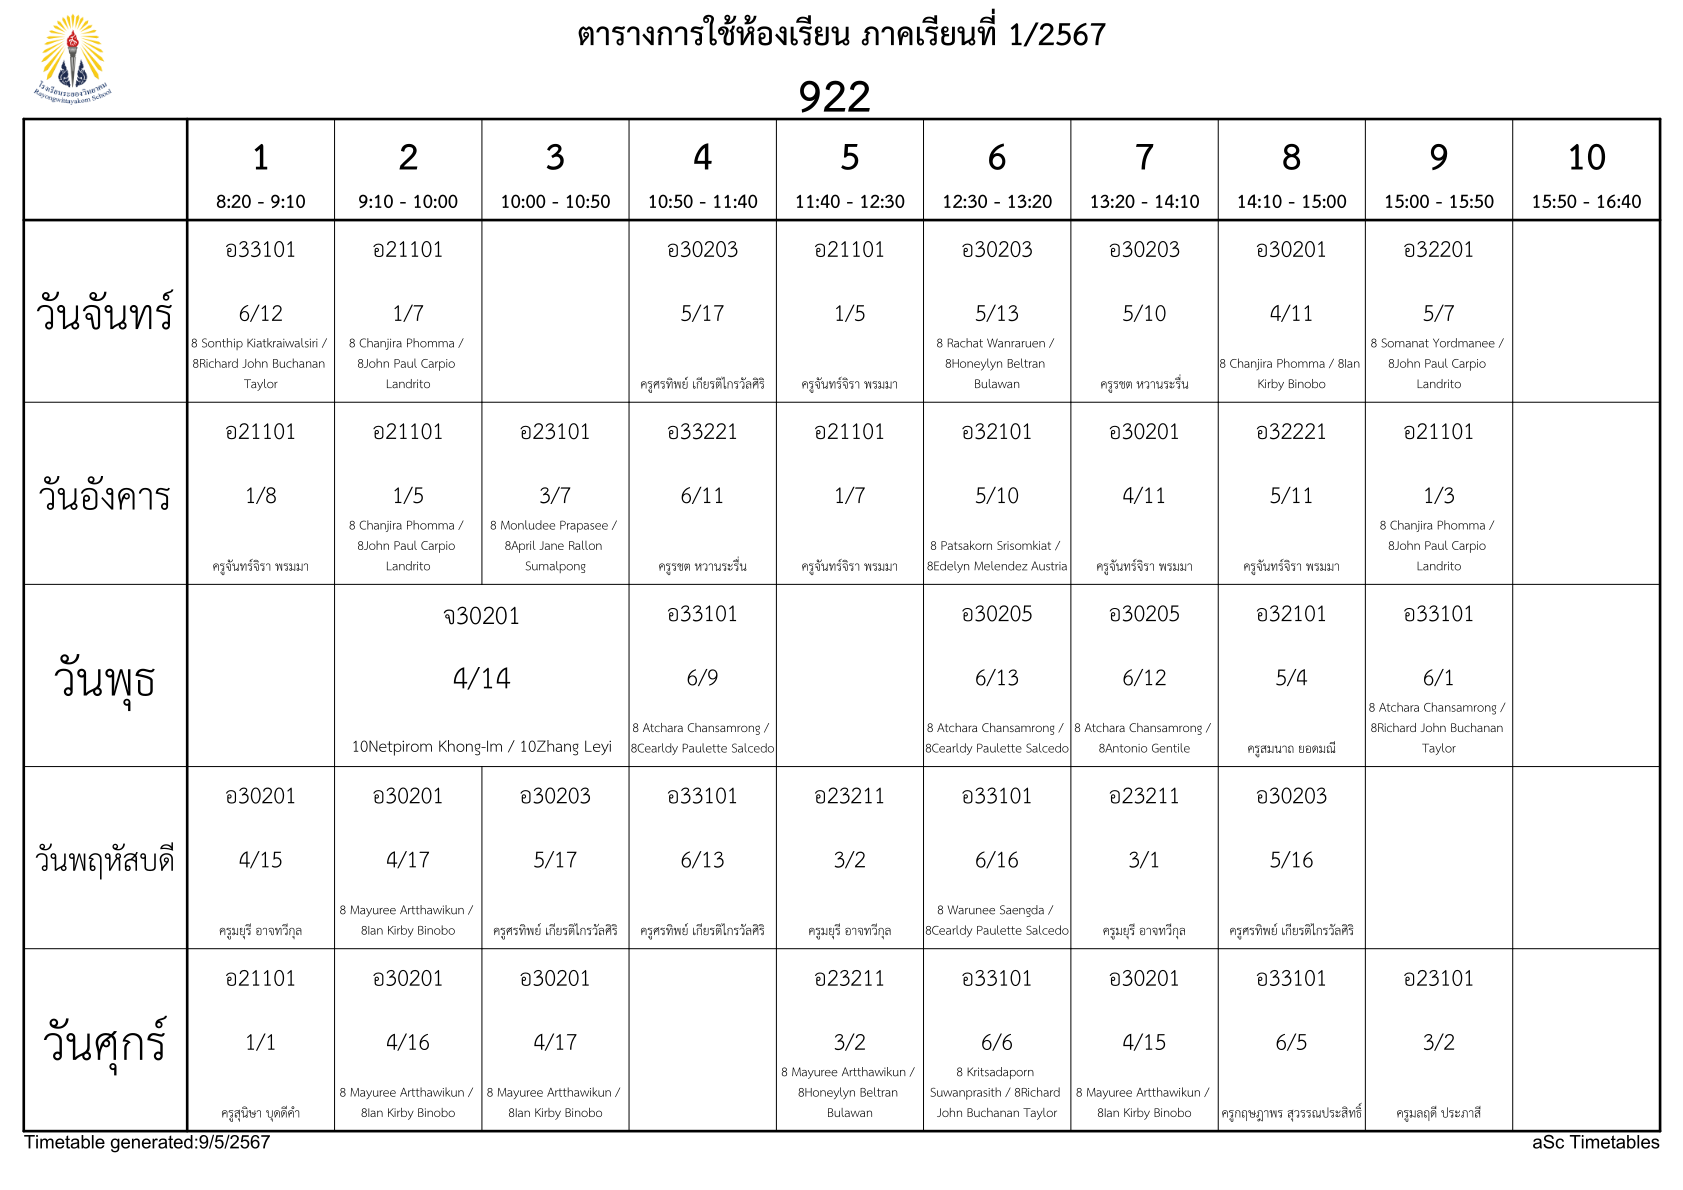 ตารางการใช้ห้องเรียน ภาคเรียนที่ 1/2567
โรงเรียนระยองวิทยาคม
Rayongwittayakom School
922
1 2 3 4 5 6 7 8 9 10
8:20 - 9:10 9:10 - 10:00 10:00 - 10:50 10:50 - 11:40 11:40 - 12:30 12:30 - 13:20 13:20 - 14:10 14:10 - 15:00 15:00 - 15:50 15:50 - 16:40
วันจันทร์
อ33101
6/12
8 Sonthip Kiatkraiwalsiri /
8Richard John Buchanan
Taylor
อ21101
1/7
8 Chanjira Phomma /
8John Paul Carpio
Landrito
อ30203
5/17
ครูศรทิพย์ เกียรติไกรวัลศิริ
อ21101
1/5
ครูจันทร์จิรา พรมมา
อ30203
5/13
8 Rachat Wanraruen /
8Honeylyn Beltran
Bulawan
อ30203
5/10
ครูรชต หวานระรื่น
อ30201
4/11
8 Chanjira Phomma / 8Ian
Kirby Binobo
อ32201
5/7
8 Somanat Yordmanee /
8John Paul Carpio
Landrito
วันอังคาร
อ21101
1/8
ครูจันทร์จิรา พรมมา
อ21101
1/5
8 Chanjira Phomma /
8John Paul Carpio
Landrito
อ23101
3/7
8 Monludee Prapasee /
8April Jane Rallon
Sumalpong
อ33221
6/11
ครูรชต หวานระรื่น
อ21101
1/7
ครูจันทร์จิรา พรมมา
อ32101
5/10
8 Patsakorn Srisomkiat /
8Edelyn Melendez Austria
อ30201
4/11
ครูจันทร์จิรา พรมมา
อ32221
5/11
ครูจันทร์จิรา พรมมา
อ21101
1/3
8 Chanjira Phomma /
8John Paul Carpio
Landrito
วันพุธ
จ30201
4/14
10Netpirom Khong-Im / 10Zhang Leyi
อ33101
6/9
8 Atchara Chansamrong /
8Cearldy Paulette Salcedo
อ30205
6/13
8 Atchara Chansamrong /
8Cearldy Paulette Salcedo
อ30205
6/12
8 Atchara Chansamrong /
8Antonio Gentile
อ32101
5/4
ครูสมนาถ ยอดมณี
อ33101
6/1
8 Atchara Chansamrong /
8Richard John Buchanan
Taylor
วันพฤหัสบดี
อ30201
4/15
ครูมยุรี อาจทวีกุล
อ30201
4/17
8 Mayuree Artthawikun /
8Ian Kirby Binobo
อ30203
5/17
ครูศรทิพย์ เกียรติไกรวัลศิริ
อ33101
6/13
ครูศรทิพย์ เกียรติไกรวัลศิริ
อ23211
3/2
ครูมยุรี อาจทวีกุล
อ33101
6/16
8 Warunee Saengda /
8Cearldy Paulette Salcedo
อ23211
3/1
ครูมยุรี อาจทวีกุล
อ30203
5/16
ครูศรทิพย์ เกียรติไกรวัลศิริ
วันศุกร์
อ21101
1/1
ครูสุนิษา บุดดีคำ
อ30201
4/16
8 Mayuree Artthawikun /
8Ian Kirby Binobo
อ30201
4/17
8 Mayuree Artthawikun /
8Ian Kirby Binobo
อ23211
3/2
8 Mayuree Artthawikun /
8Honeylyn Beltran
Bulawan
อ33101
6/6
8 Kritsadaporn
Suwanprasith / 8Richard
John Buchanan Taylor
อ30201
4/15
8 Mayuree Artthawikun /
8Ian Kirby Binobo
อ33101
6/5
ครูกฤษฎาพร สุวรรณประสิทธิ์
อ23101
3/2
ครูมลฤดี ประภาสี
Timetable generated:9/5/2567
aSc Timetables